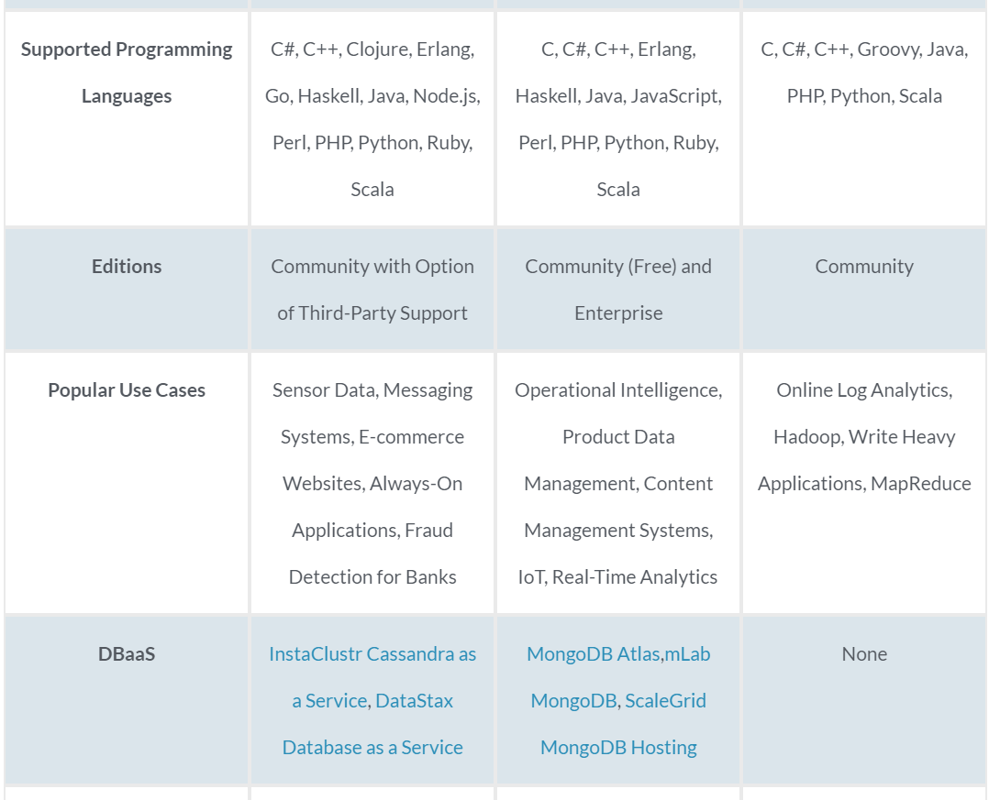 Supported Programming
Languages
C#, C++, Clojure, Erlang,
Go, Haskell, Java, Node.js,
Perl, PHP, Python, Ruby,
Scala
C, C#, C++, Erlang,
Haskell, Java, JavaScript,
Perl, PHP, Python, Ruby,
Scala
C, C#, C++, Groovy, Java,
PHP, Python, Scala
Editions
Community with Option
of Third-Party Support
Community (Free) and
Enterprise
Community
Popular Use Cases
Sensor Data, Messaging
Systems, E-commerce
Websites, Always-On
Applications, Fraud
Detection for Banks
Operational Intelligence,
Product Data
Management, Content
Management Systems,
IoT, Real-Time Analytics
Online Log Analytics,
Hadoop, Write Heavy
Applications, MapReduce
DBaaS
InstaClustr Cassandra as
a Service, DataStax
Database as a Service
MongoDB Atlas,mLab
MongoDB, ScaleGrid
MongoDB Hosting
None